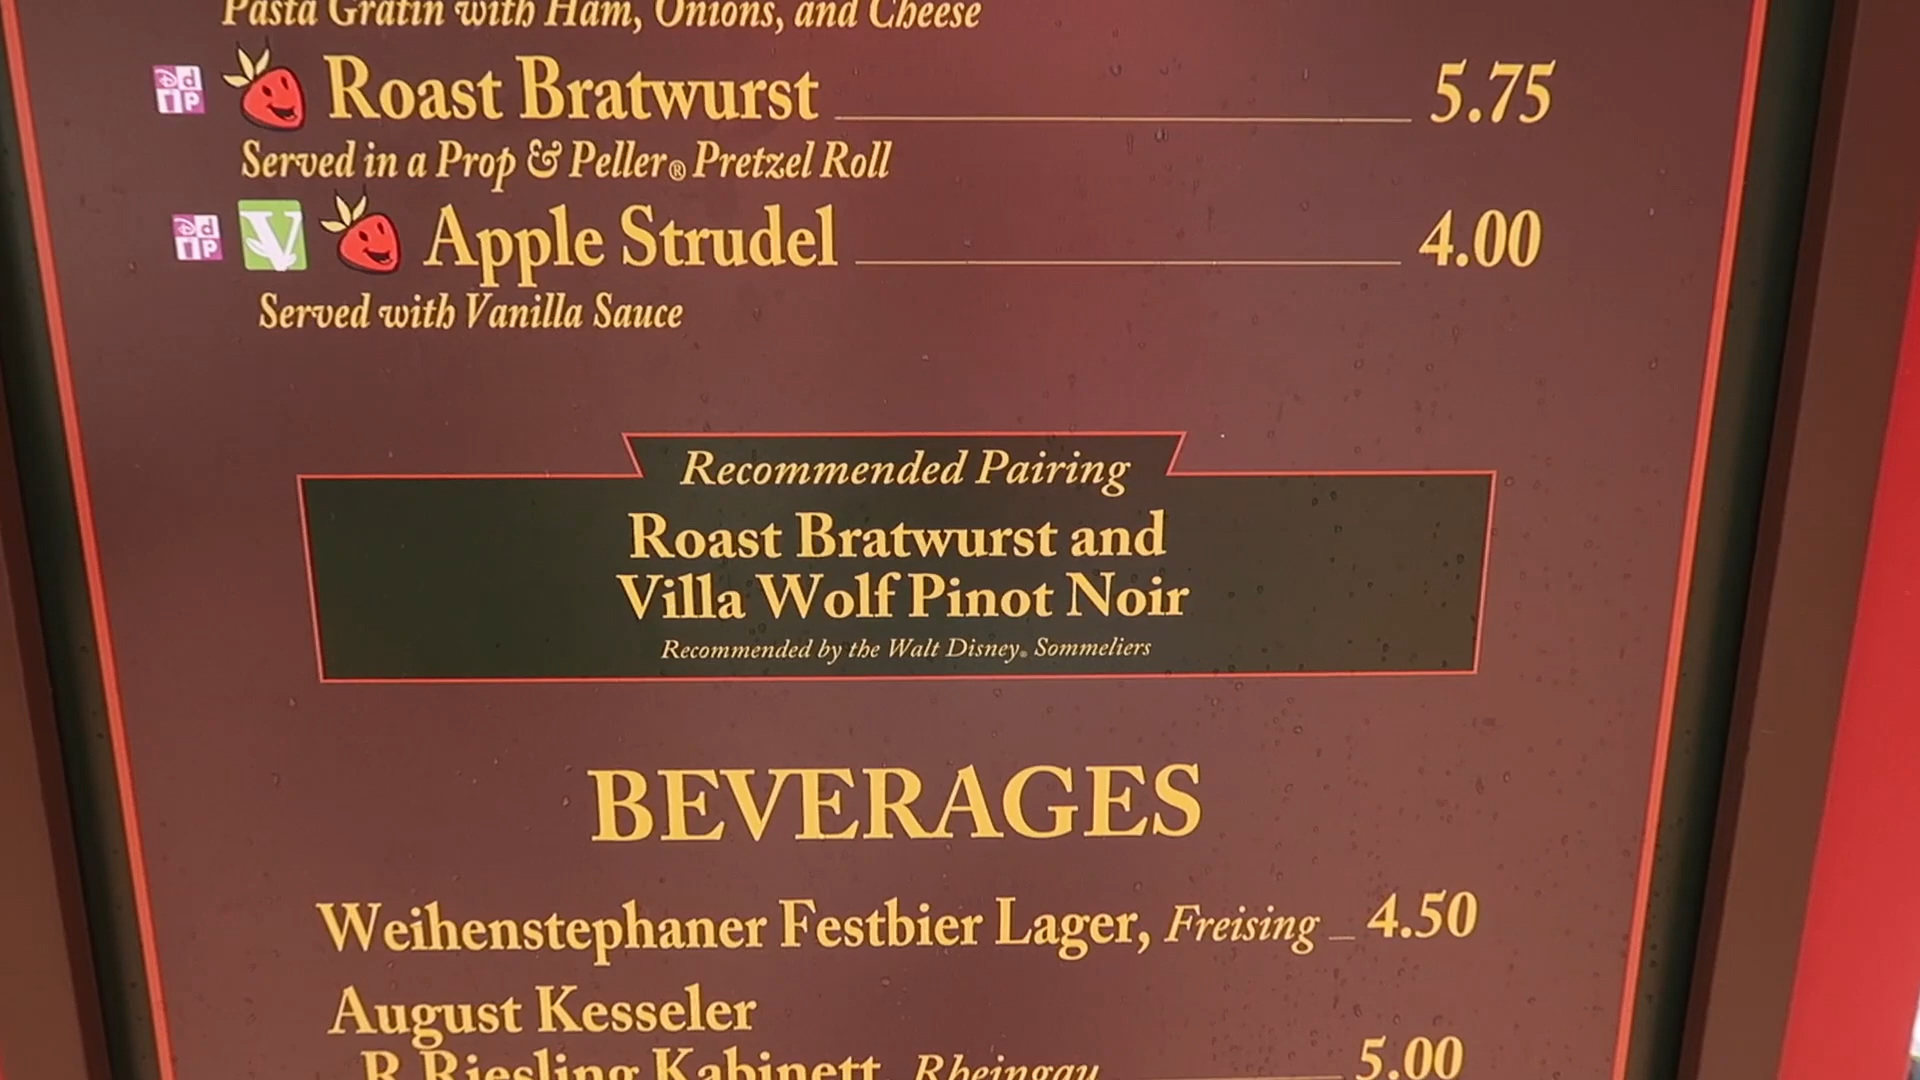 Pasta Gratin with Ham, Onions, and Cheese
Roast Bratwurst 5.75
Served in a Prop & Peller® Pretzel Roll
V Apple Strudel 4.00
Served with Vanilla Sauce
Recommended Pairing
Roast Bratwurst and
Villa Wolf Pinot Noir
Recommended by the Walt Disney® Sommeliers
BEVERAGES
Weihenstephaner Festbier Lager, Freising 4.50
August Kesseler
R Riesling Kabinett, Rheingau 5.00